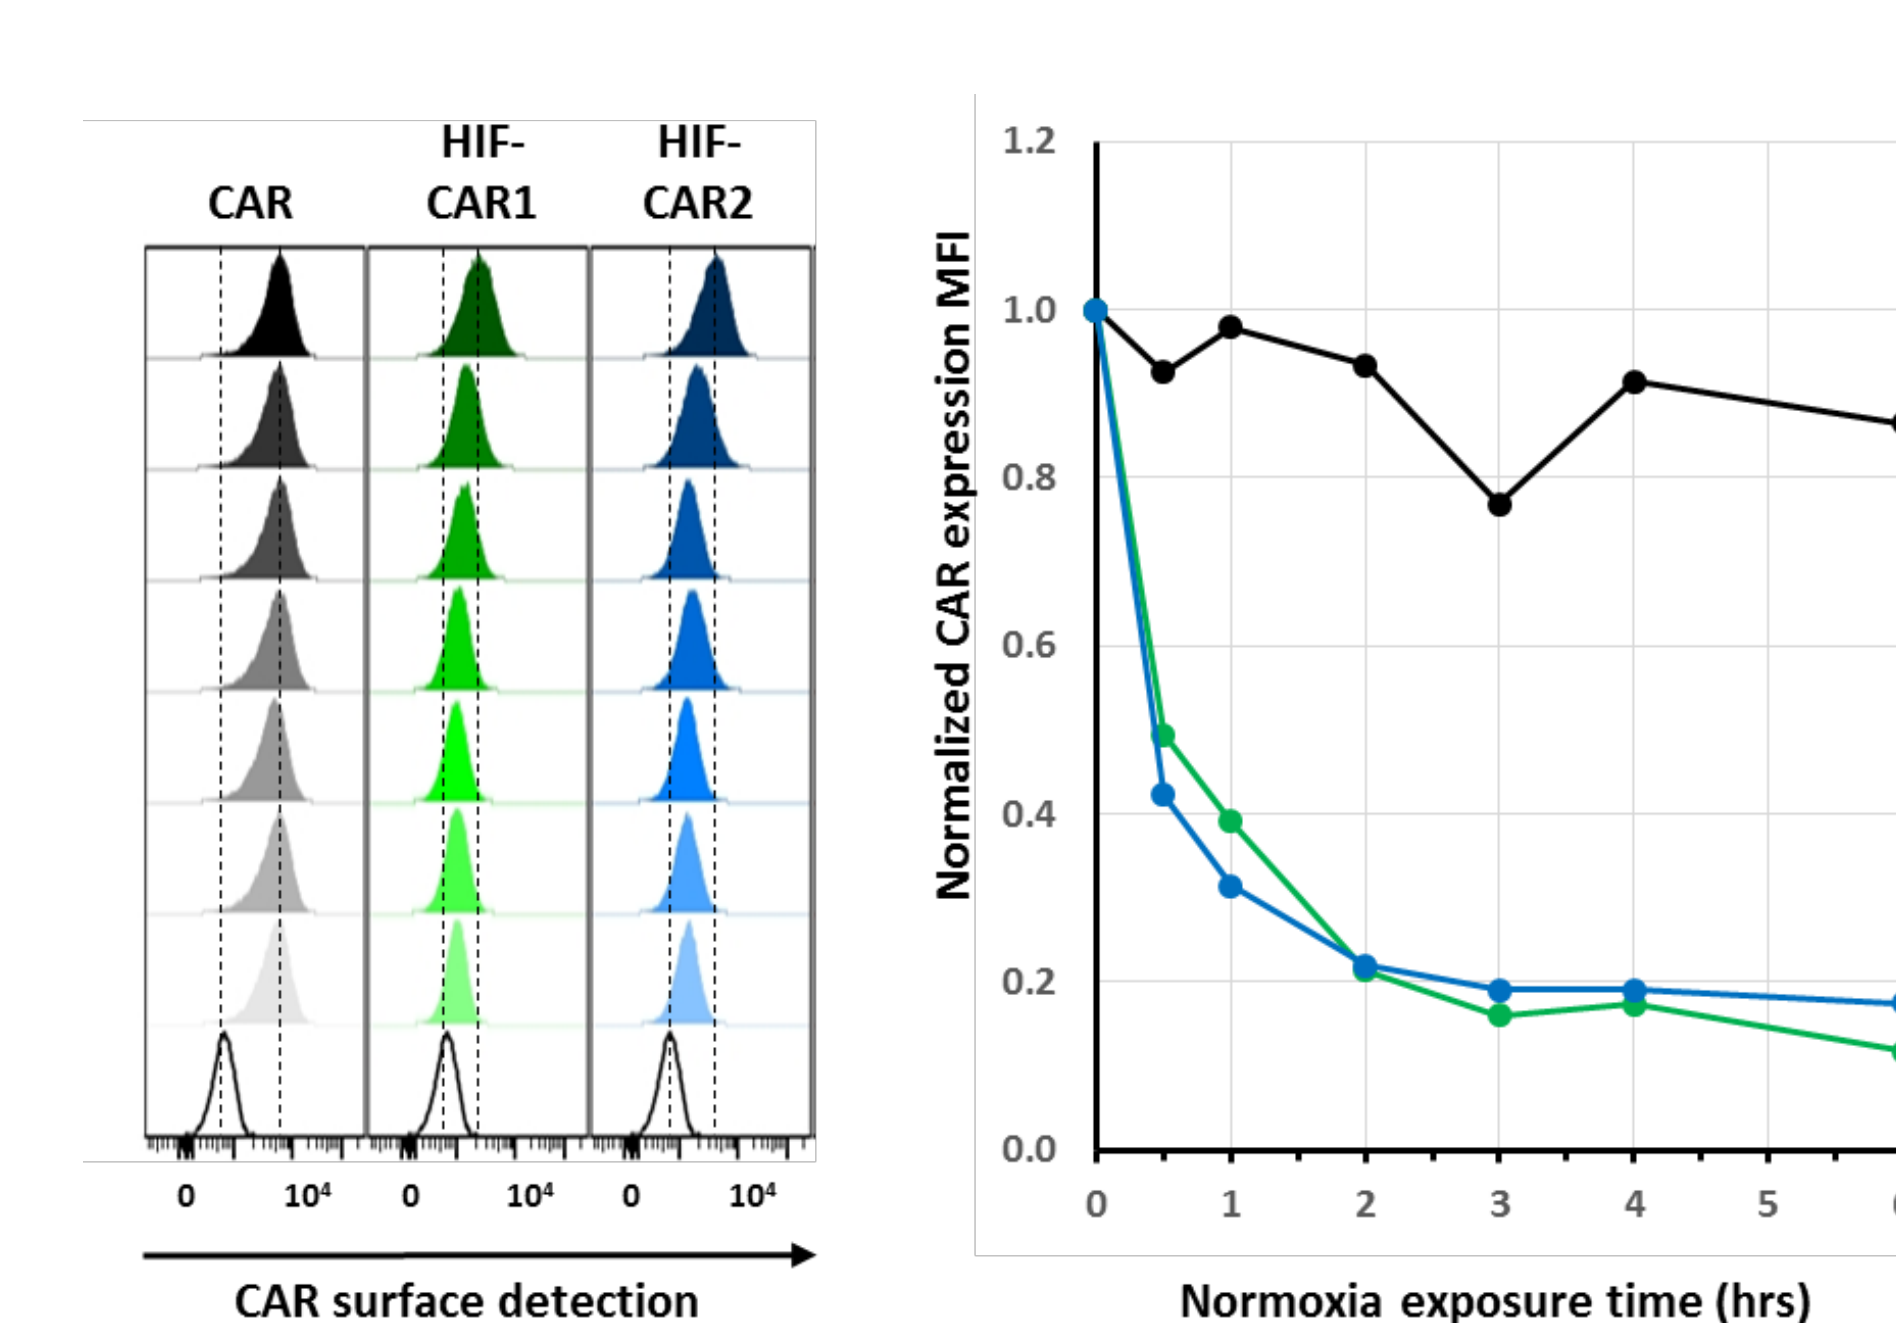 HIF-
HIF-
CAR
CAR1
CAR2
0
10⁴
0
10⁴
0
10⁴
CAR surface detection
Normalized CAR expression MFI
1.2
1.0
0.8
0.6
0.4
0.2
0.0
0
1
2
3
4
5
Normoxia exposure time (hrs)